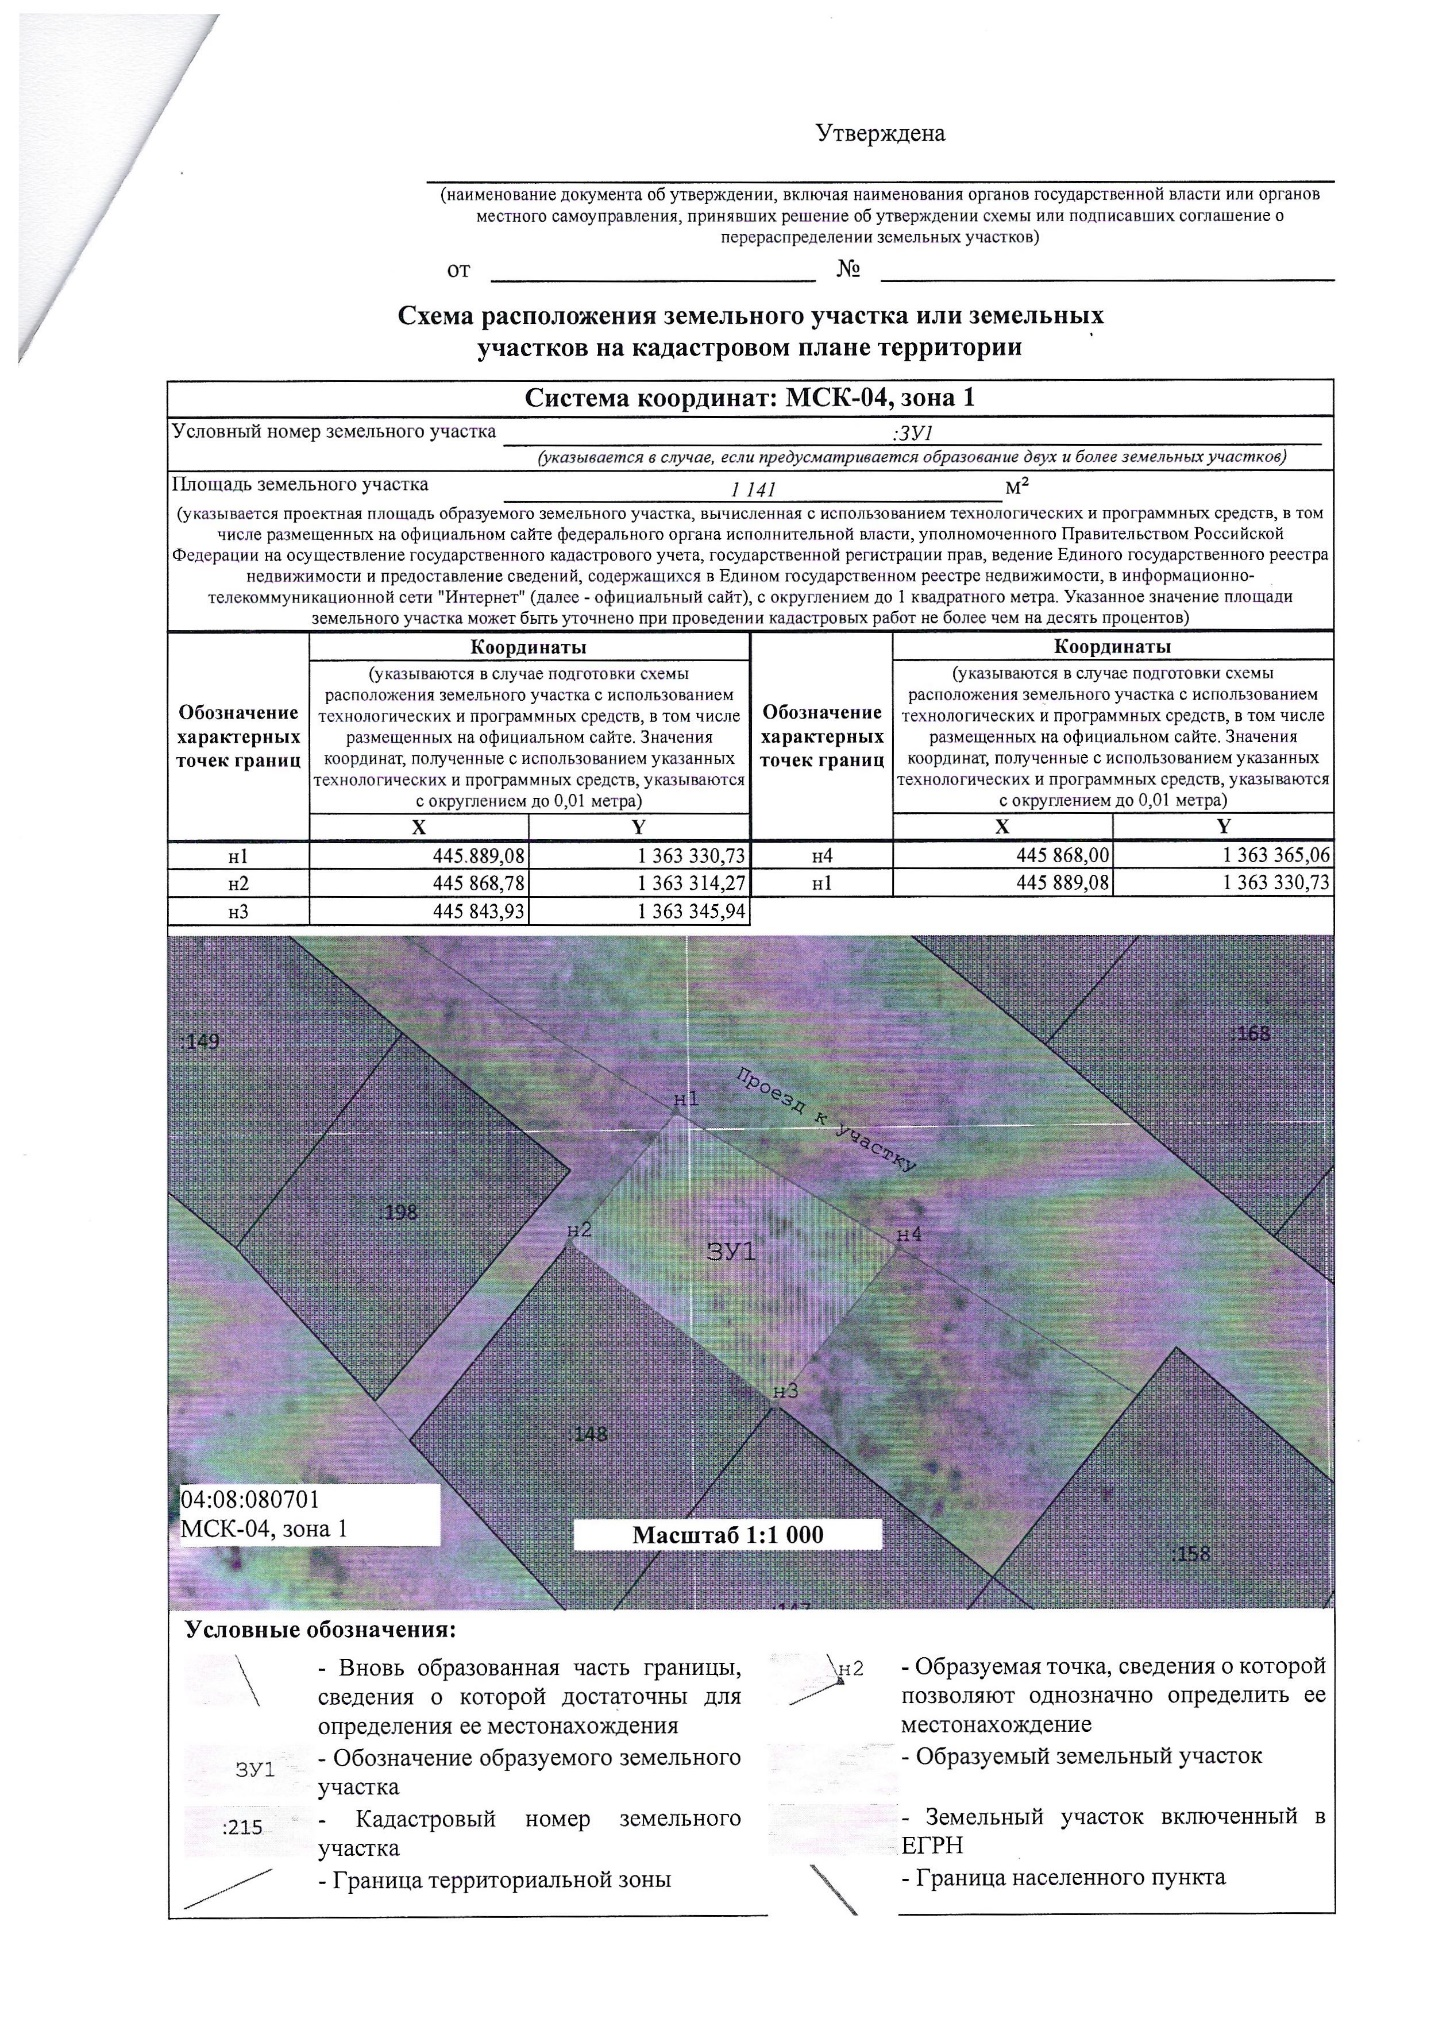 Утверждена
(наименование документа об утверждении, включая наименования органов государственной власти или органов
местного самоуправления, принявших решение об утверждении схемы или подписавших соглашение о
перераспределении земельных участков)
от № 
Схема расположения земельного участка или земельных
участков на кадастровом плане территории
Система координат: МСК-04, зона 1
Условный номер земельного участка :ЗУ1
(указывается в случае, если предусматривается образование двух и более земельных участков)
Площадь земельного участка 1 141 м²
(указывается проектная площадь образуемого земельного участка, вычисленная с использованием технологических и программных средств, в том
числе размещенных на официальном сайте федерального органа исполнительной власти, уполномоченного Правительством Российской
Федерации на осуществление государственного кадастрового учета, государственной регистрации прав, ведение Единого государственного реестра
недвижимости и предоставление сведений, содержащихся в Едином государственном реестре недвижимости, в информационно-
телекоммуникационной сети "Интернет" (далее - официальный сайт), с округлением до 1 квадратного метра. Указанное значение площади
земельного участка может быть уточнено при проведении кадастровых работ не более чем на десять процентов)
Обозначение
характерных
точек границ
Координаты
(указываются в случае подготовки схемы
расположения земельного участка с использованием
технологических и программных средств, в том числе
размещенных на официальном сайте. Значения
координат, полученные с использованием указанных
технологических и программных средств, указываются
с округлением до 0,01 метра)
X Y
Обозначение
характерных
точек границ
Координаты
(указываются в случае подготовки схемы
расположения земельного участка с использованием
технологических и программных средств, в том числе
размещенных на официальном сайте. Значения
координат, полученные с использованием указанных
технологических и программных средств, указываются
с округлением до 0,01 метра)
X Y
н1 445.889,08 1 363 330,73 н4 445 868,00 1 363 365,06
н2 445 868,78 1 363 314,27 н1 445 889,08 1 363 330,73
н3 445 843,93 1 363 345,94
:149
:168
Проезд к участку
н1
:198
н2
н4
ЗУ1
н3
:148
04:08:080701
МСК-04, зона 1
Масштаб 1:1 000
:158
:147
Условные обозначения:
- Вновь образованная часть границы,
сведения о которой достаточны для
определения ее местонахождения
н2
- Образуемая точка, сведения о которой
позволяют однозначно определить ее
местонахождение
ЗУ1
- Обозначение образуемого земельного
участка
- Образуемый земельный участок
:215
- Кадастровый номер земельного
участка
- Земельный участок включенный в
ЕГРН
- Граница территориальной зоны
- Граница населенного пункта